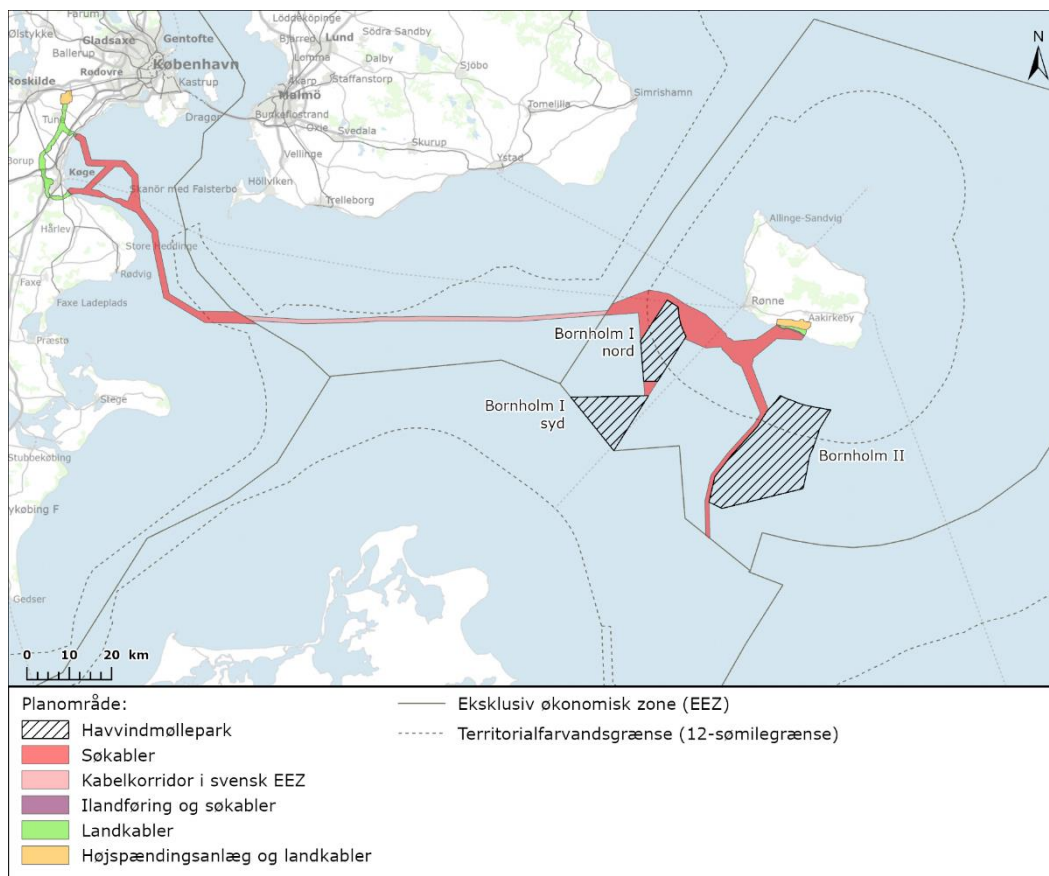 Farum
Lund
Ølstykke
Gladsaxe
Gentofte
Bjärred
Södra Sandby
Ballerup
Lomma
Dalby
Sjöbo
København
Roskilde
Rødovre
Skarp
Staffanstorp
Simrishamn
Kastrup
Malmö
Tomelilla
Tune
Dragør
Bunkeflostrand
Oxie
Svedala
Skurup
Borup
Vellinge
Ystad
Køge
Skanör med Falsterbo
Höllviken
Trelleborg
Allinge-Sandvig
Hårlev
Store Heddinge
Faxe
Rødvig
Rønne
Faxe Ladeplads
Aakirkeby
Bornholm I
nord
Præstø
Stege
Bornholm I
syd
Stubbekøbing
Bornholm II
ykøbing F
Gedser
N
0 10 20 km
Planområde:
Havvindmøllepark
Søkabler
Kabelkorridor i svensk EEZ
Ilandføring og søkabler
Landkabler
Højspændingsanlæg og landkabler
Eksklusiv økonomisk zone (EEZ)
Territorialfarvandsgrænse (12-sømilegrænse)